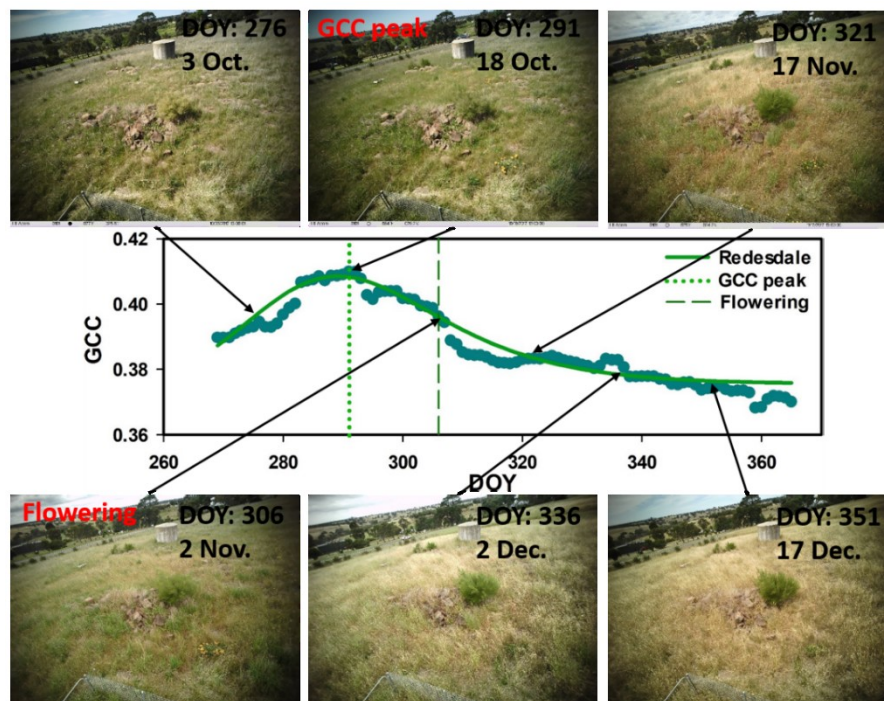 DOY: 276
3 Oct.
GCC peak
DOY: 291
18 Oct.
DOY: 321
17 Nov.
0.42
0.40
0.38
0.36
GCC
Redesdale
GCC peak
Flowering
260
280
300
320
340
360
DOY
Flowering
DOY: 306
2 Nov.
DOY: 336
2 Dec.
DOY: 351
17 Dec.